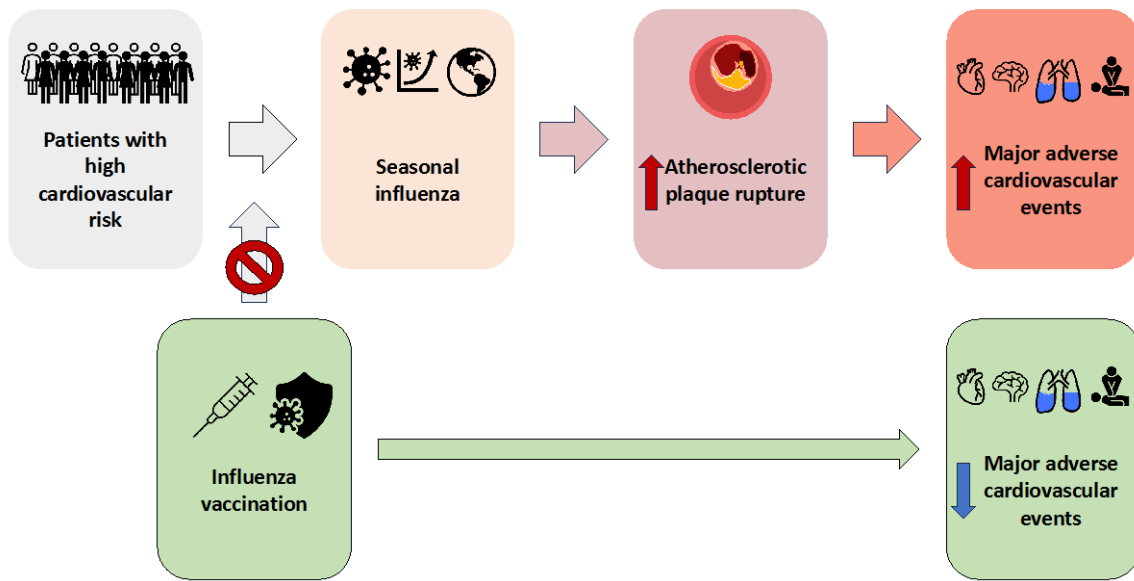 Patients with
high
cardiovascular
risk
Seasonal
influenza
Atherosclerotic
plaque rupture
Major adverse
cardiovascular
events
Influenza
vaccination
Major adverse
cardiovascular
events